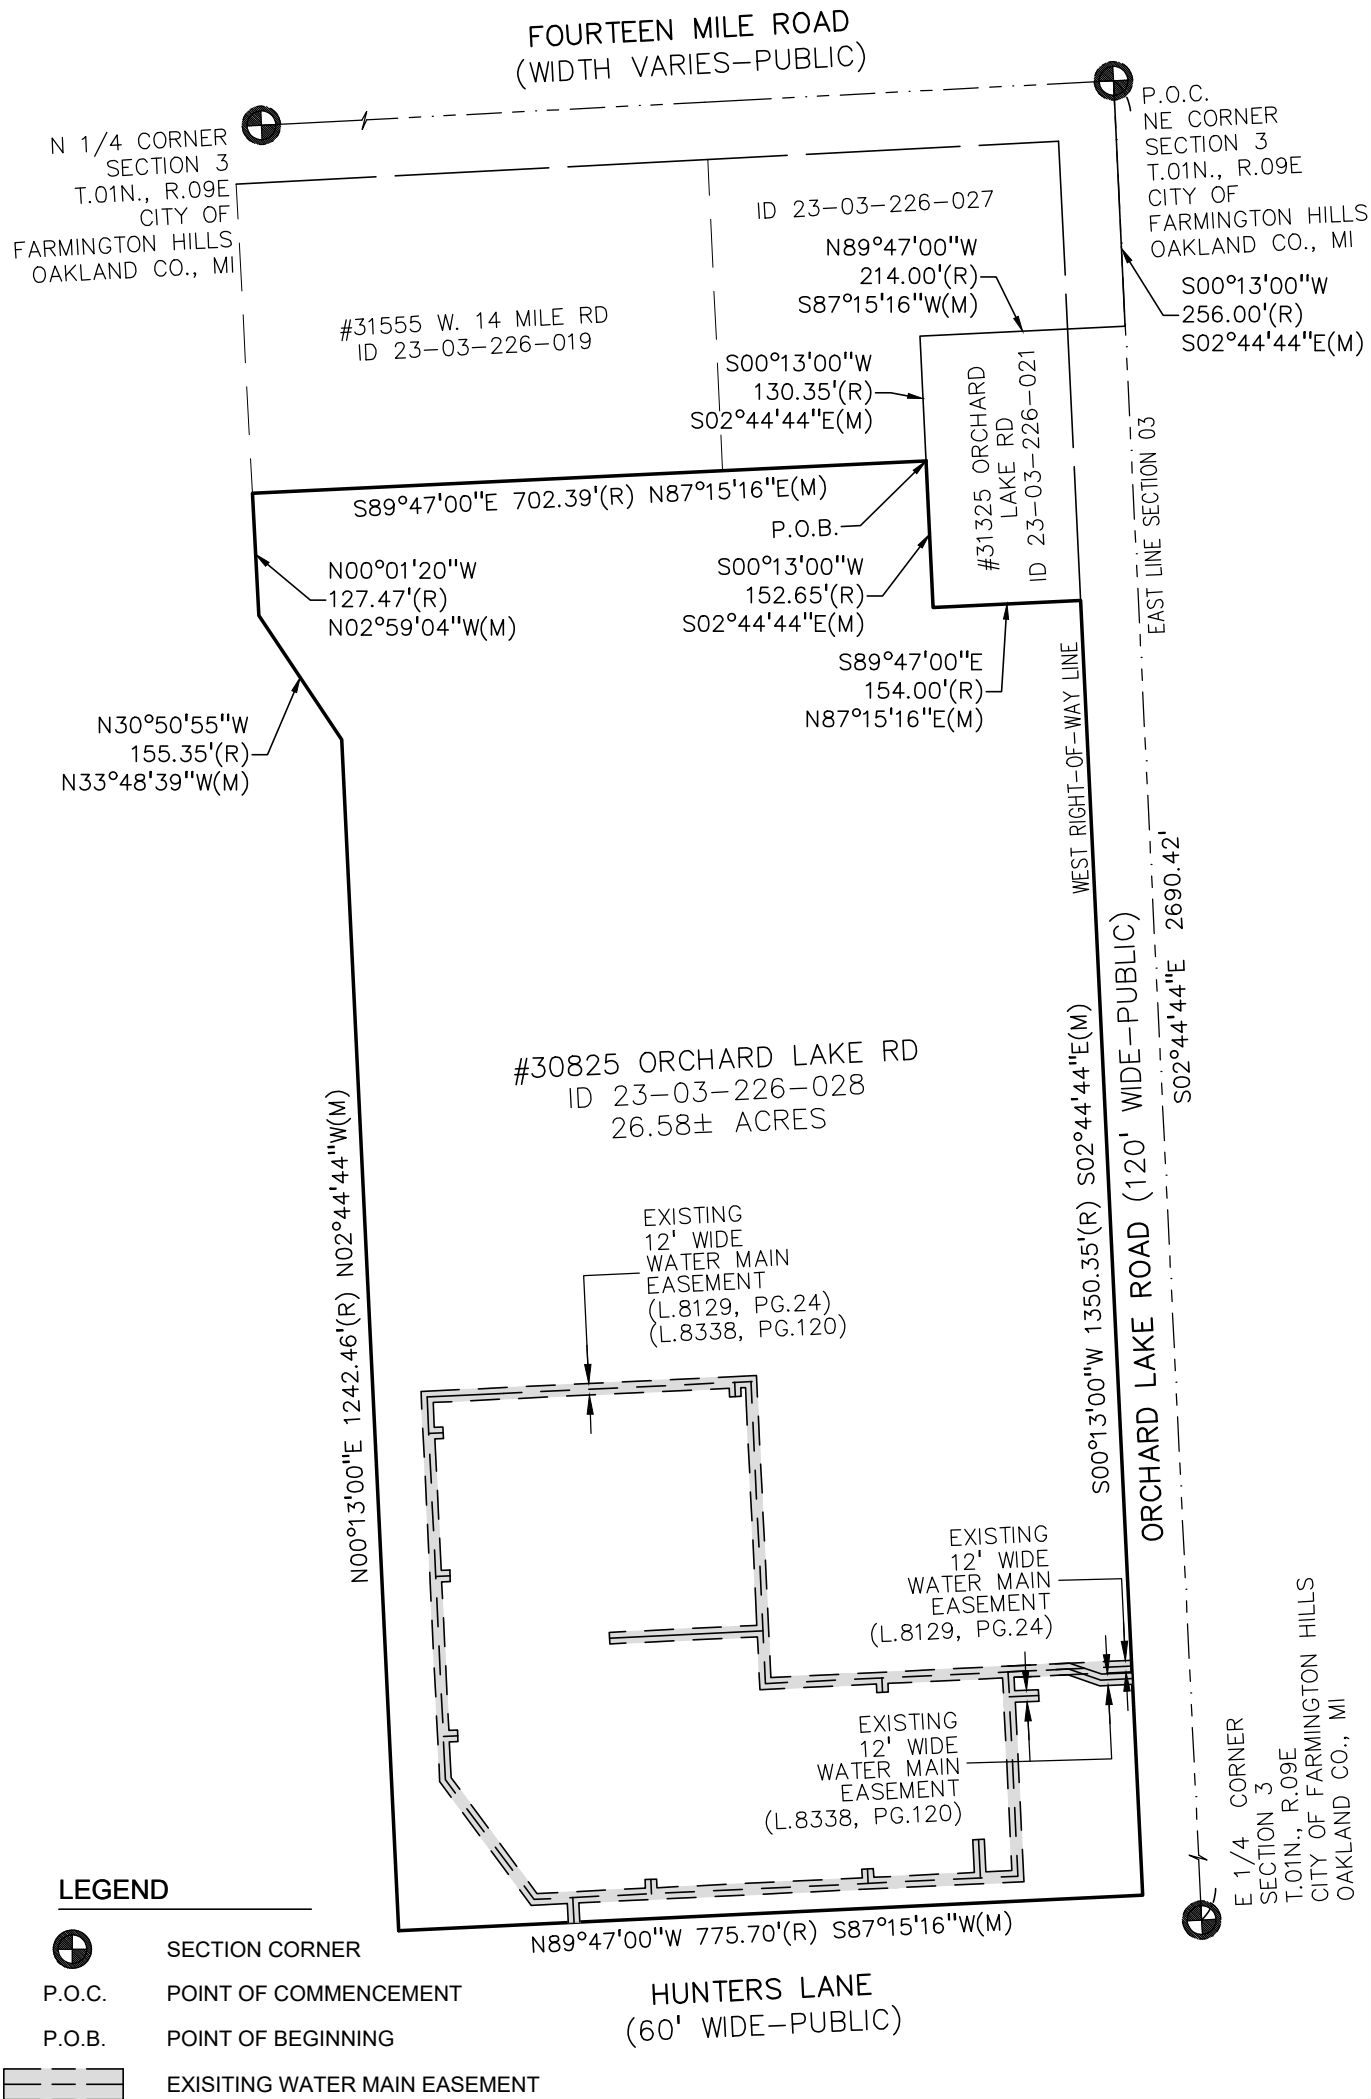 FOURTEEN MILE ROAD
(WIDTH VARIES-PUBLIC)
N 1/4 CORNER
SECTION 3
T.01N., R.09E
CITY OF
FARMINGTON HILLS
OAKLAND CO., MI
P.O.C.
NE CORNER
SECTION 3
T.01N., R.09E
CITY OF
FARMINGTON HILLS
OAKLAND CO., MI
ID 23-03-226-027
N89°47'00"W
214.00'(R)
S87°15'16"W(M)
S00°13'00"W
256.00'(R)
S02°44'44"E(M)
#31555 W. 14 MILE RD
ID 23-03-226-019
S00°13'00"W
130.35'(R)
S02°44'44"E(M)
#31325 ORCHARD
LAKE RD
ID 23-03-226-021
EAST LINE SECTION 03
S89°47'00"E 702.39'(R) N87°15'16"E(M)
P.O.B.
N00°01'20"W
127.47'(R)
N02°59'04"W(M)
S00°13'00"W
152.65'(R)
S02°44'44"E(M)
S89°47'00"E
154.00'(R)
N87°15'16"E(M)
N30°50'55"W
155.35'(R)
N33°48'39"W(M)
WEST RIGHT-OF-WAY LINE
S02°44'44"E 2690.42'
#30825 ORCHARD LAKE RD
ID 23-03-226-028
26.58± ACRES
N00°13'00"E 1242.46'(R) N02°44'44"W(M)
S00°13'00"W 1350.35'(R) S02°44'44"E(M)
ORCHARD LAKE ROAD (120' WIDE-PUBLIC)
EXISTING
12' WIDE
WATER MAIN
EASEMENT
(L.8129, PG.24)
(L.8338, PG.120)
EXISTING
12' WIDE
WATER MAIN
EASEMENT
(L.8129, PG.24)
EXISTING
12' WIDE
WATER MAIN
EASEMENT
(L.8338, PG.120)
E 1/4 CORNER
SECTION 3
T.01N., R.09E
CITY OF FARMINGTON HILLS
OAKLAND CO., MI
N89°47'00"W 775.70'(R) S87°15'16"W(M)
HUNTERS LANE
(60' WIDE-PUBLIC)
LEGEND
SECTION CORNER
P.O.C. POINT OF COMMENCEMENT
P.O.B. POINT OF BEGINNING
EXISITING WATER MAIN EASEMENT